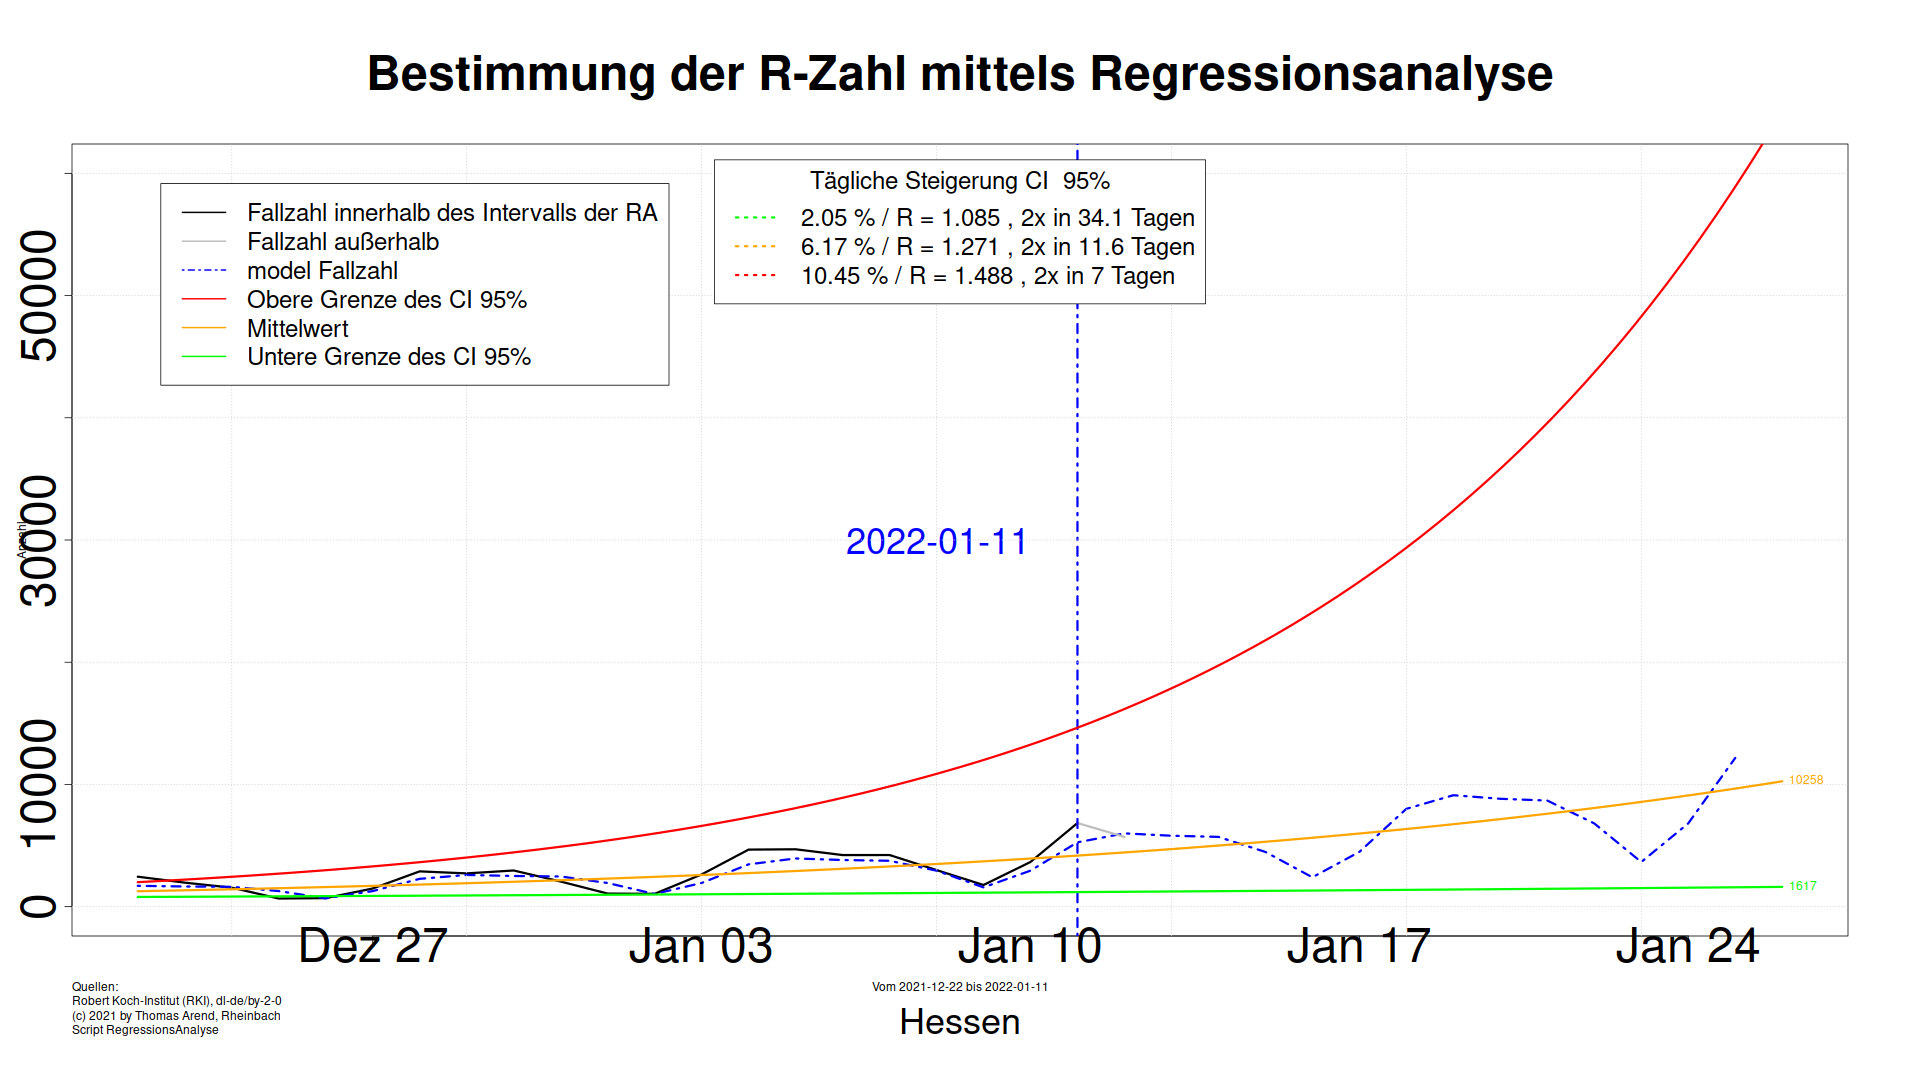 Bestimmung der R-Zahl mittels Regressionsanalyse
Fallzahl innerhalb des Intervalls der RA
Fallzahl außerhalb
model Fallzahl
Obere Grenze des CI 95%
Mittelwert
Untere Grenze des CI 95%
Tägliche Steigerung CI 95%
2.05 % / R = 1.085 , 2x in 34.1 Tagen
6.17 % / R = 1.271 , 2x in 11.6 Tagen
10.45 % / R = 1.488 , 2x in 7 Tagen
50000
30000
10000
0
Anzahl
2022-01-11
10258
1617
Dez 27
Jan 03
Jan 10
Jan 17
Jan 24
Quellen:
Robert Koch-Institut (RKI), dl-de/by-2-0
(c) 2021 by Thomas Arend, Rheinbach
Script RegressionsAnalyse
Vom 2021-12-22 bis 2022-01-11
Hessen